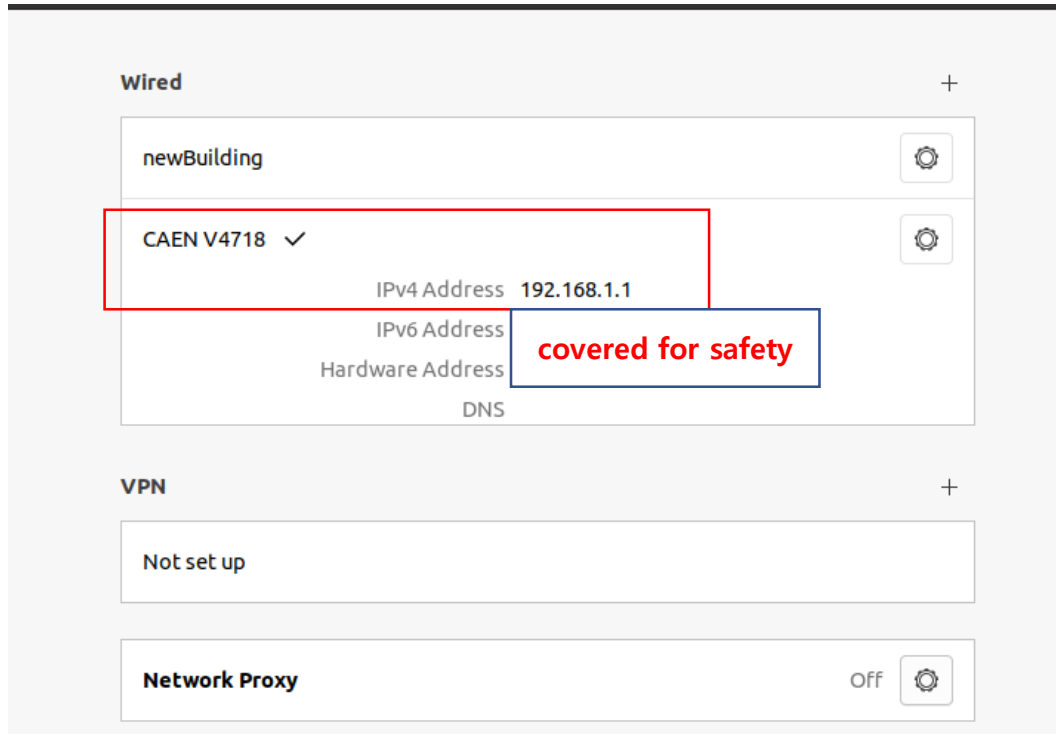 Wired
newBuilding
CAEN V4718
IPv4 Address 192.168.1.1
IPv6 Address
covered for safety
Hardware Address
DNS
VPN
Not set up
Network Proxy Off